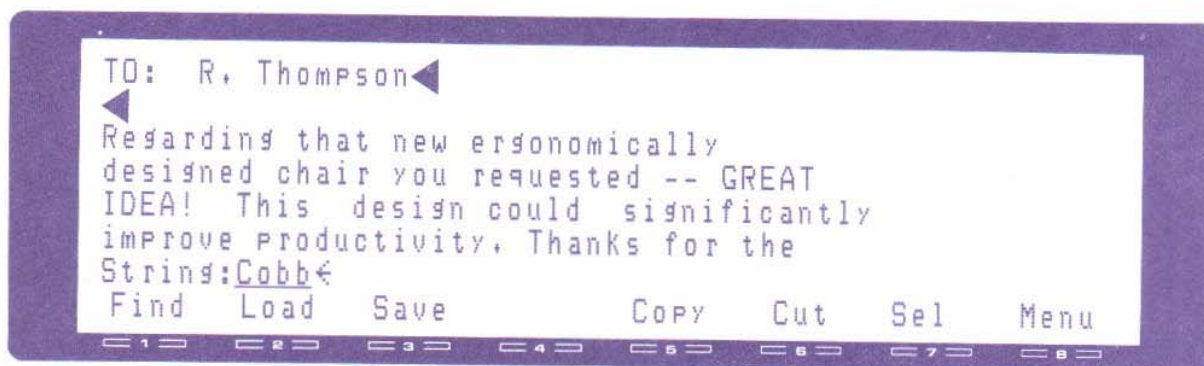 TO: R. Thompson◀
◀
Regarding that new ergonomically
designed chair you requested -- GREAT
IDEA! This design could significantly
improve productivity. Thanks for the
String:Cobb←
Find Load Save Copy Cut Sel Menu
1 2 3 4 5 6 7 8